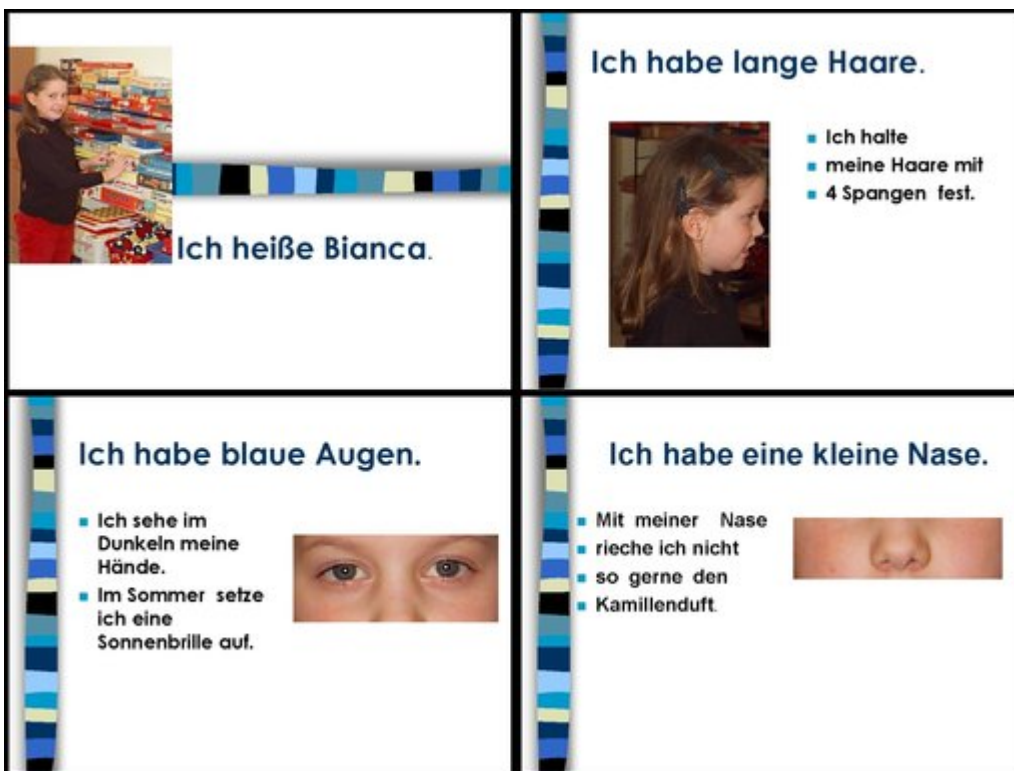 Ich heiße Bianca.
Ich habe lange Haare.
Ich halte
meine Haare mit
4 Spangen fest.
Ich habe blaue Augen.
Ich sehe im
Dunkeln meine
Hände.
Im Sommer setze
ich eine
Sonnenbrille auf.
Ich habe eine kleine Nase.
Mit meiner Nase
rieche ich nicht
so gerne den
Kamillenduft.